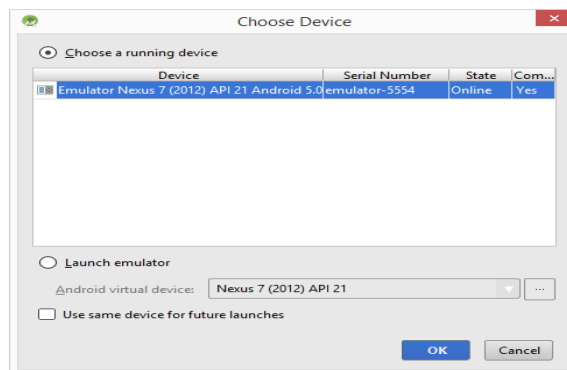 Choose Device
Choose a running device
Device Serial Number State Com...
Emulator Nexus 7 (2012) API 21 Android 5.0 emulator-5554 Online Yes
Launch emulator
Android virtual device: Nexus 7 (2012) API 21 ...
Use same device for future launches
OK Cancel